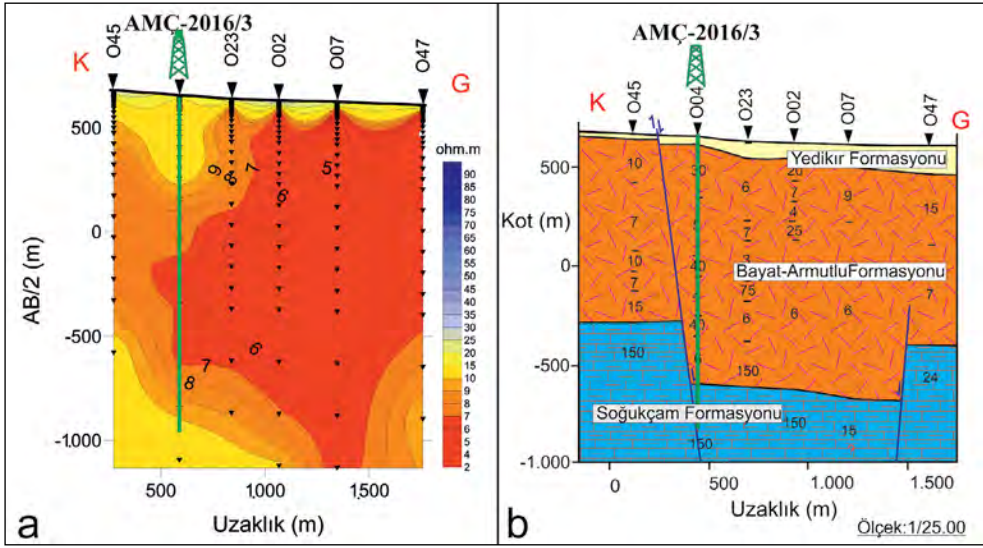 AMÇ-2016/3
O45
O23
O02
O07
O47
K
G
500
0
-500
-1000
AB/2 (m)
9
8
7
6
5
6
7
8
ohm.m
90
80
75
70
65
60
55
50
45
40
35
30
25
20
15
10
9
8
7
6
5
4
2
500
1.000
1.500
Uzaklık (m)
a
AMÇ-2016/3
K
O45
1
O04
O23
O02
O07
O47
G
Yedikır Formasyonu
500
Kot (m)
0
-500
-1.000
10
7
10
7
15
150
30
40
40
6
7
3
75
6
150
20
7
4
25
6
9
6
15
7
Bayat-ArmutluFormasyonu
Soğukçam Formasyonu
150
150
15
24
0
500
1.000
1.500
Uzaklık (m)
Ölçek:1/25.00
b